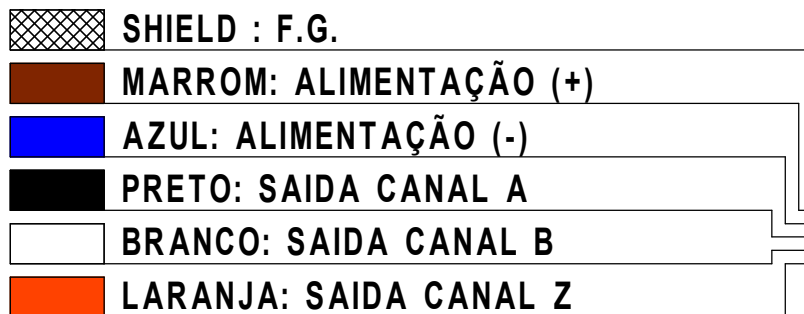 SHIELD : F.G.
MARROM: ALIMENTAÇÃO (+)
AZUL: ALIMENTAÇÃO (-)
PRETO: SAIDA CANAL A
BRANCO: SAIDA CANAL B
LARANJA: SAIDA CANAL Z